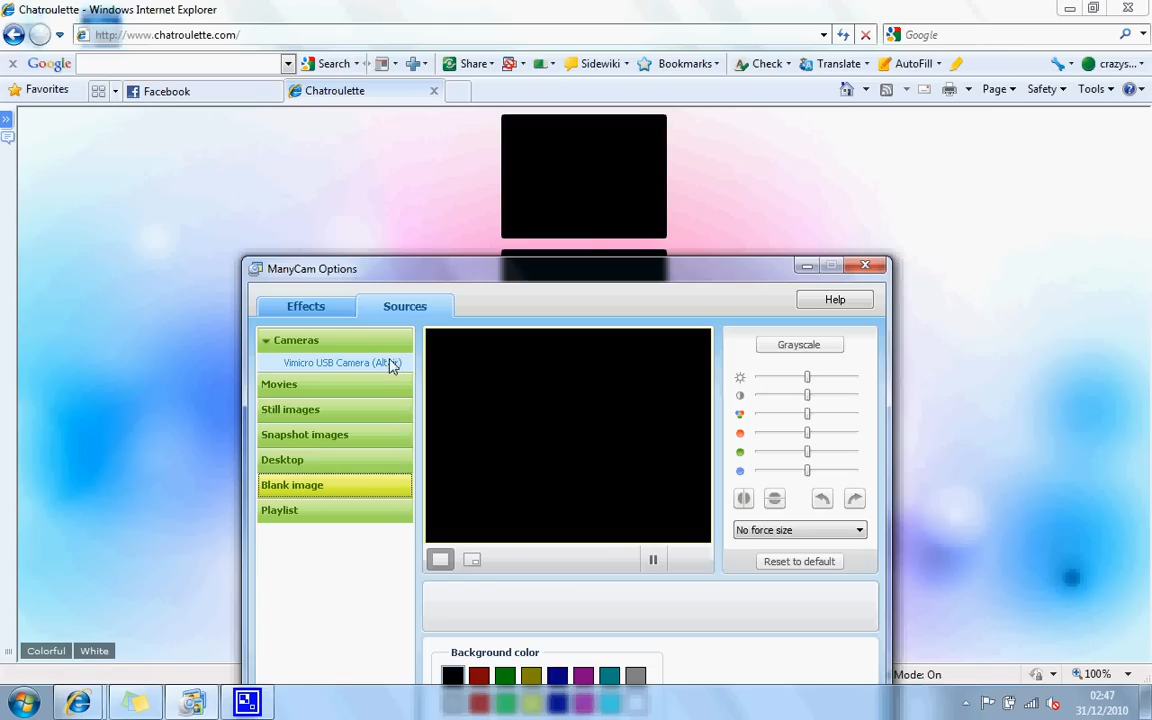 Chatroulette - Windows Internet Explorer
http://www.chatroulette.com/
Google
Google
Search
Share
Sidewiki
Bookmarks
Check
Translate
AutoFill
crazys...
Favorites
Facebook
Chatroulette
Page
Safety
Tools
ManyCam Options
Effects
Sources
Help
Cameras
Vimicro USB Camera
Movies
Still images
Snapshot images
Desktop
Blank image
Playlist
Grayscale
No force size
Reset to default
Background color
Colorful
White
Mode: On
100%
02:47
31/12/2010